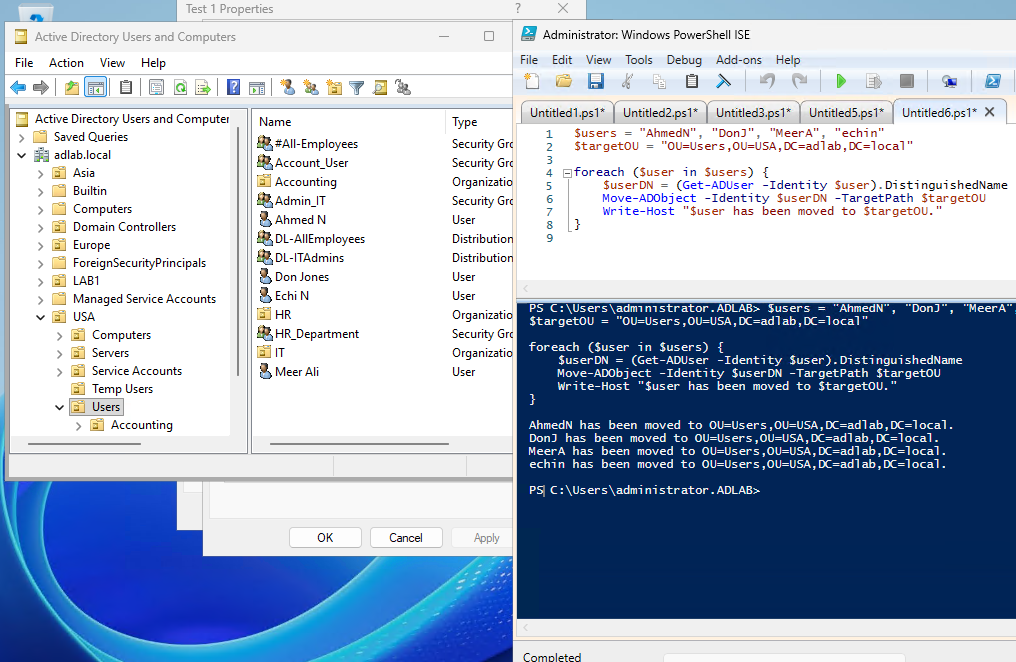 Test 1 Properties
?
Active Directory Users and Computers
File Action View Help
Active Directory Users and Computer
Saved Queries
adlab.local
Asia
Builtin
Computers
Domain Controllers
Europe
ForeignSecurityPrincipals
LAB1
Managed Service Accounts
USA
Computers
Servers
Service Accounts
Temp Users
Users
Accounting
Name Type
#All-Employees Security Gro
Account_User Security Gro
Accounting Organizatio
Admin_IT Security Gro
Ahmed N User
DL-AllEmployees Distribution
DL-ITAdmins Distribution
Don Jones User
Echi N User
HR Organizatio
HR_Department Security Gro
IT Organizatio
Meer Ali User
OK Cancel Apply
Administrator: Windows PowerShell ISE
File Edit View Tools Debug Add-ons Help
Untitled1.ps1* Untitled2.ps1* Untitled3.ps1* Untitled5.ps1* Untitled6.ps1*
1 $users = "AhmedN", "DonJ", "MeerA", "echin"
2 $targetOU = "OU=Users,OU=USA,DC=adlab,DC=local"
3
4 foreach ($user in $users) {
5 $userDN = (Get-ADUser -Identity $user).DistinguishedName
6 Move-ADObject -Identity $userDN -TargetPath $targetOU
7 Write-Host "$user has been moved to $targetOU."
8 }
9
PS C:\Users\administrator.ADLAB> $users = "AhmedN", "DonJ", "MeerA",
$targetOU = "OU=Users,OU=USA,DC=adlab,DC=local"
foreach ($user in $users) {
$userDN = (Get-ADUser -Identity $user).DistinguishedName
Move-ADObject -Identity $userDN -TargetPath $targetOU
Write-Host "$user has been moved to $targetOU."
}
AhmedN has been moved to OU=Users,OU=USA,DC=adlab,DC=local.
DonJ has been moved to OU=Users,OU=USA,DC=adlab,DC=local.
MeerA has been moved to OU=Users,OU=USA,DC=adlab,DC=local.
echin has been moved to OU=Users,OU=USA,DC=adlab,DC=local.
PS C:\Users\administrator.ADLAB>
Completed